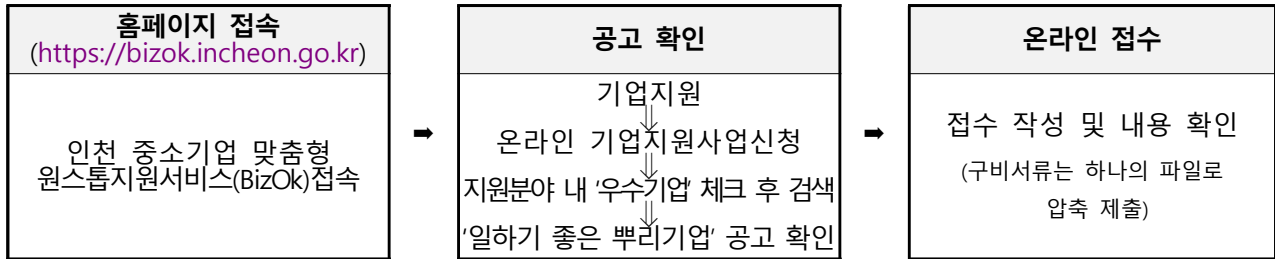 홈페이지 접속
(https://bizok.incheon.go.kr)
인천 중소기업 맞춤형
원스톱지원서비스(BizOk)접속
➡
공고 확인
기업지원
⇓
온라인 기업지원사업신청
⇓
지원분야 내 '우수기업' 체크 후 검색
⇓
'일하기 좋은 뿌리기업' 공고 확인
➡
온라인 접수
접수 작성 및 내용 확인
(구비서류는 하나의 파일로
압축 제출)